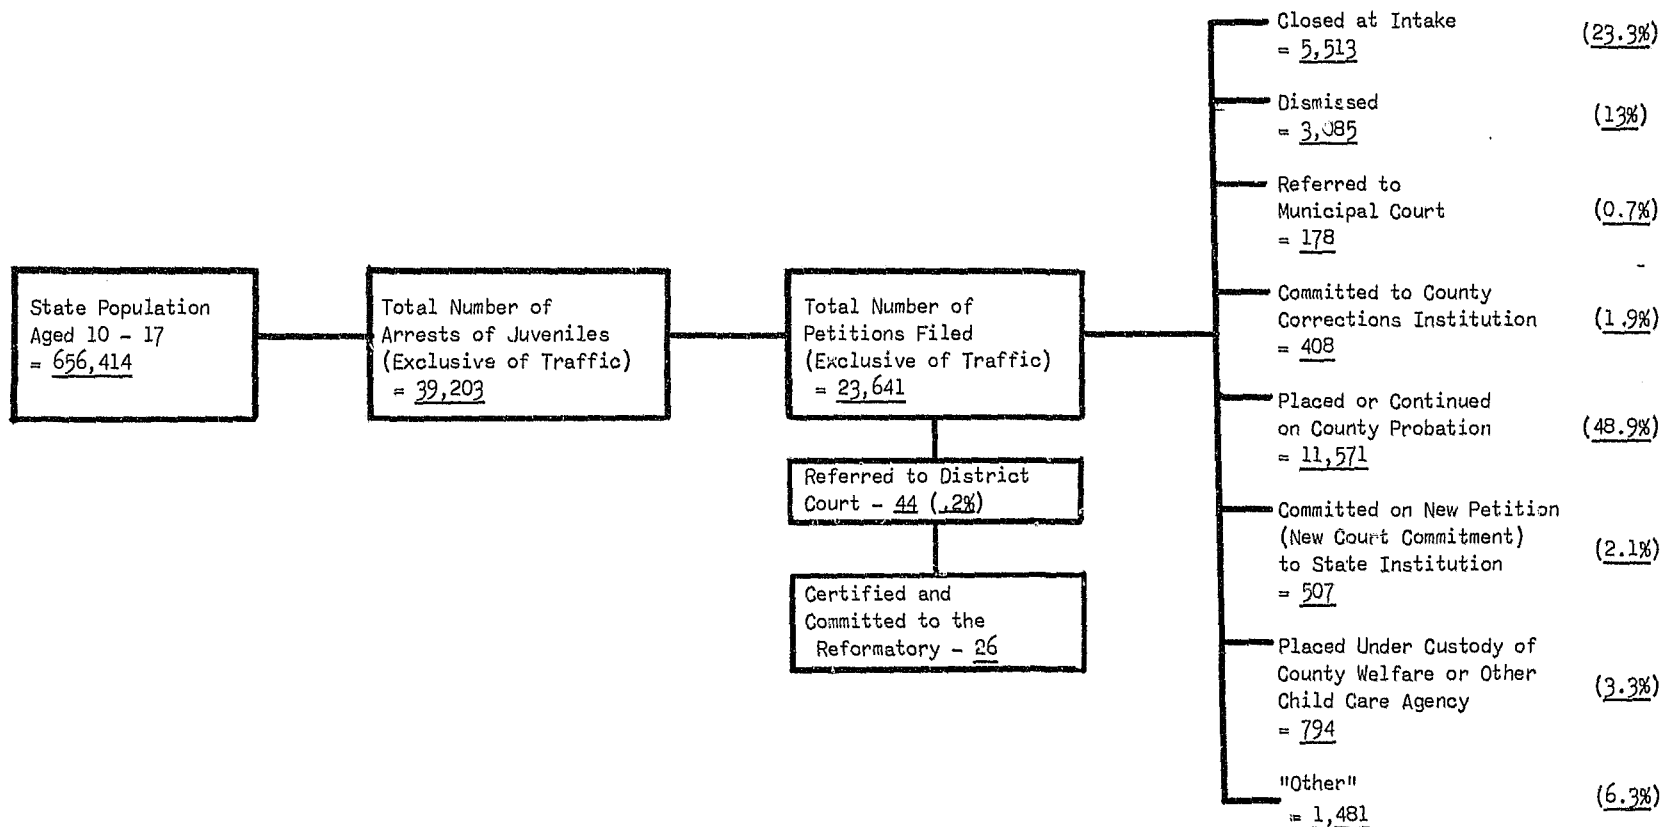 State Population
Aged 10 - 17
= 656,414
Total Number of
Arrests of Juveniles
(Exclusive of Traffic)
= 39,203
Total Number of
Petitions Filed
(Exclusive of Traffic)
= 23,641
Referred to District
Court - 44 (.2%)
Certified and
Committed to the
Reformatory - 26
Closed at Intake
= 5,513
(23.3%)
Dismissed
= 3,085
(13%)
Referred to
Municipal Court
= 178
(0.7%)
Committed to County
Corrections Institution
= 408
(1.9%)
Placed or Continued
on County Probation
= 11,571
(48.9%)
Committed on New Petition
(New Court Commitment)
to State Institution
= 507
(2.1%)
Placed Under Custody of
County Welfare or Other
Child Care Agency
= 794
(3.3%)
"Other"
= 1,481
(6.3%)